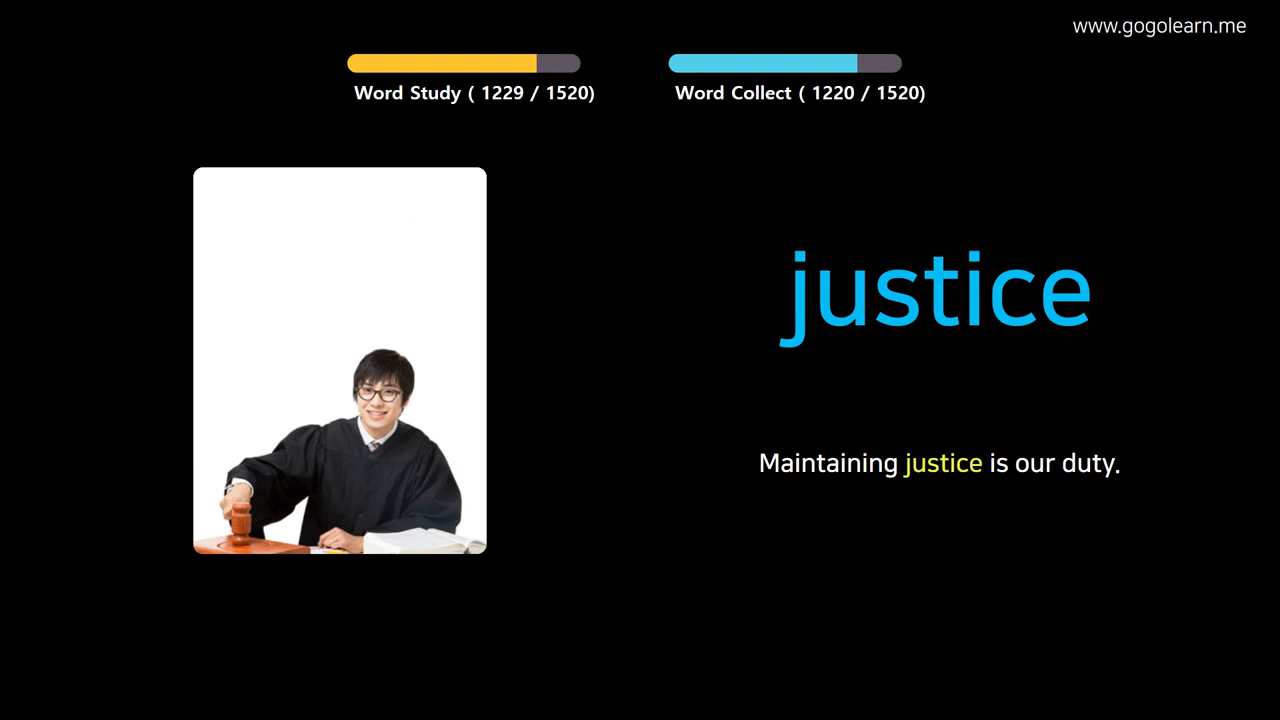 www.gogolearn.me
Word Study ( 1229 / 1520)
Word Collect ( 1220 / 1520)
justice
Maintaining justice is our duty.